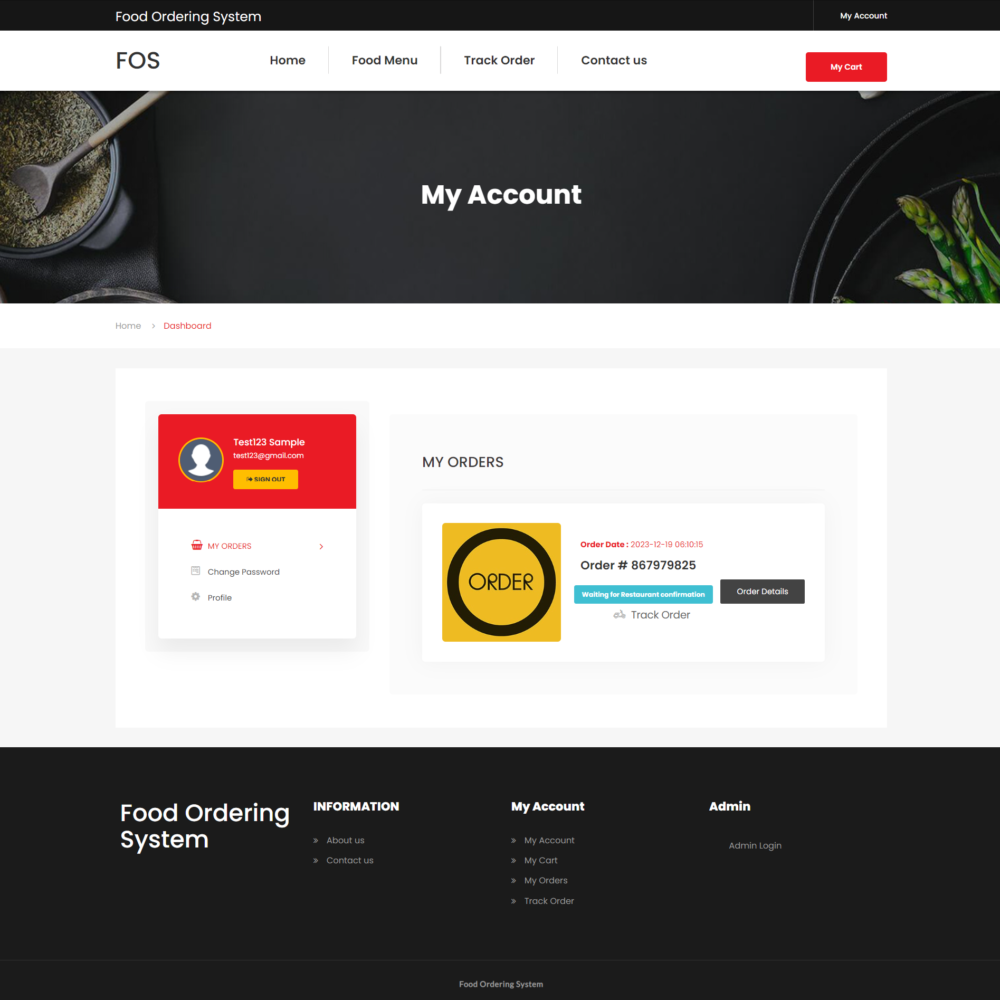 Food Ordering System
My Account
FOS
Home
Food Menu
Track Order
Contact us
My Cart
My Account
Home
Dashboard
Test123 Sample
test123@gmail.com
SIGN OUT
MY ORDERS
Change Password
Profile
MY ORDERS
ORDER
Order Date : 2023-12-19 06:10:15
Order # 867979825
Waiting for Restaurant confirmation
Order Details
Track Order
Food Ordering
System
INFORMATION
About us
Contact us
My Account
My Account
My Cart
My Orders
Track Order
Admin
Admin Login
Food Ordering System